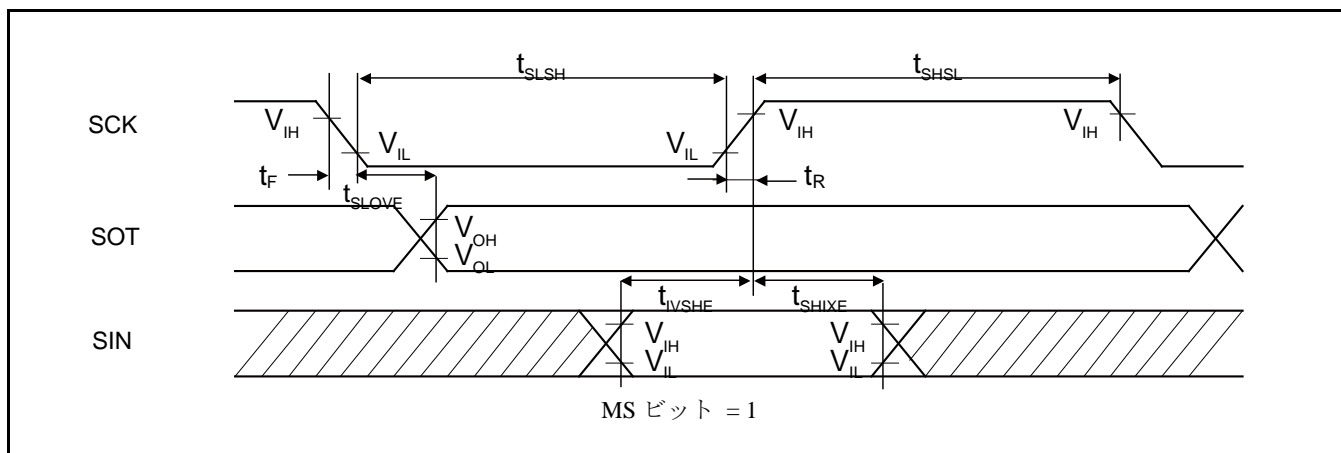 tSLSH tSHSL
SCK VIH VIL VIL VIH VIH
tF tSLOVE tR
SOT VOH VOL
tIVSHE tSHIXE
SIN VIH VIL VIH VIL
MS ビット = 1